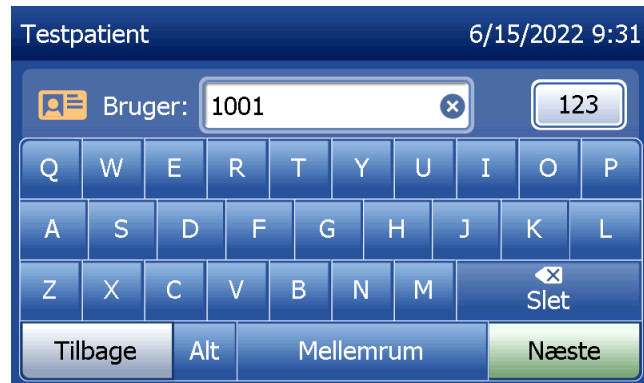 Testpatient 6/15/2022 9:31
Bruger: 1001 123
Q W E R T Y U I O P
A S D F G H J K L
Z X C V B N M Slet
Tilbage Alt Mellemrum Næste